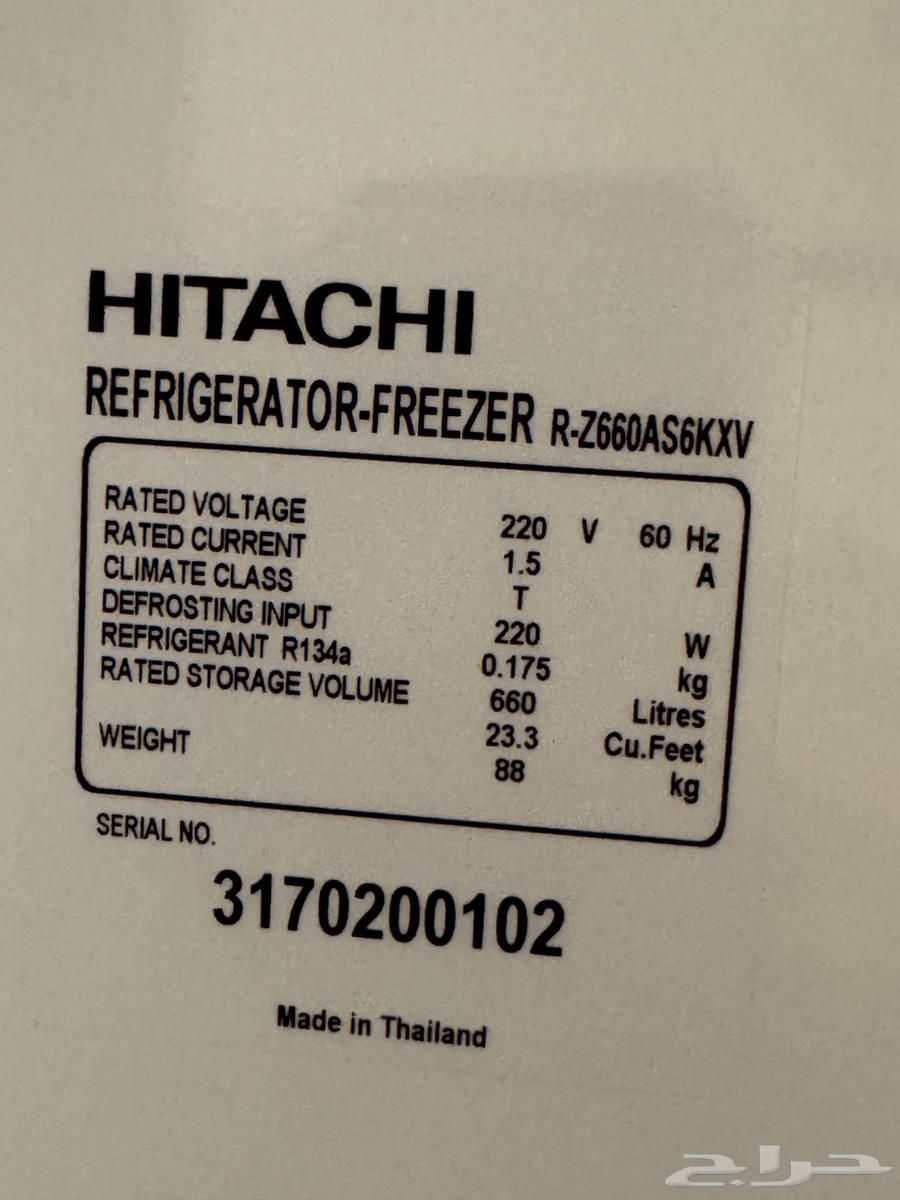 HITACHI
REFRIGERATOR-FREEZER R-Z660AS6KXV
RATED VOLTAGE 220 V 60 Hz
RATED CURRENT 1.5 A
CLIMATE CLASS T
DEFROSTING INPUT 220 W
REFRIGERANT R134a 0.175 kg
RATED STORAGE VOLUME 660 Litres
23.3 Cu.Feet
WEIGHT 88 kg
SERIAL NO.
3170200102
Made in Thailand
حراج